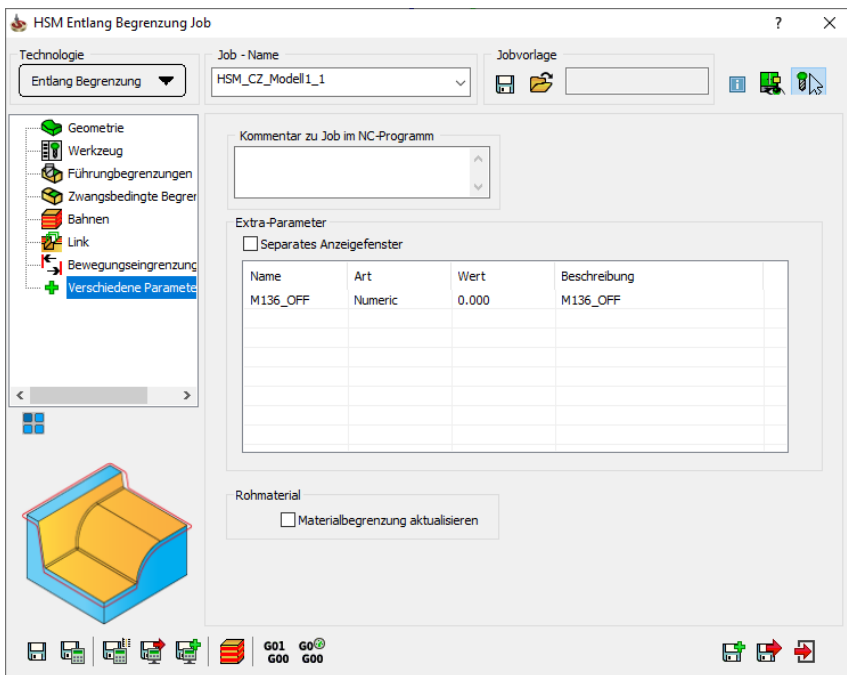 HSM Entlang Begrenzung Job
?
Technologie
Entlang Begrenzung
Job - Name
HSM_CZ_Modell1_1
Jobvorlage
Geometrie
Werkzeug
Führungbegrenzungen
Zwangsbedingte Begrer
Bahnen
Link
Bewegungseingrenzung
Verschiedene Paramete
Kommentar zu Job im NC-Programm
Extra-Parameter
Separates Anzeigefenster
Name Art Wert Beschreibung
M136_OFF Numeric 0.000 M136_OFF
Rohmaterial
Materialbegrenzung aktualisieren
G01 G0
G00 G00